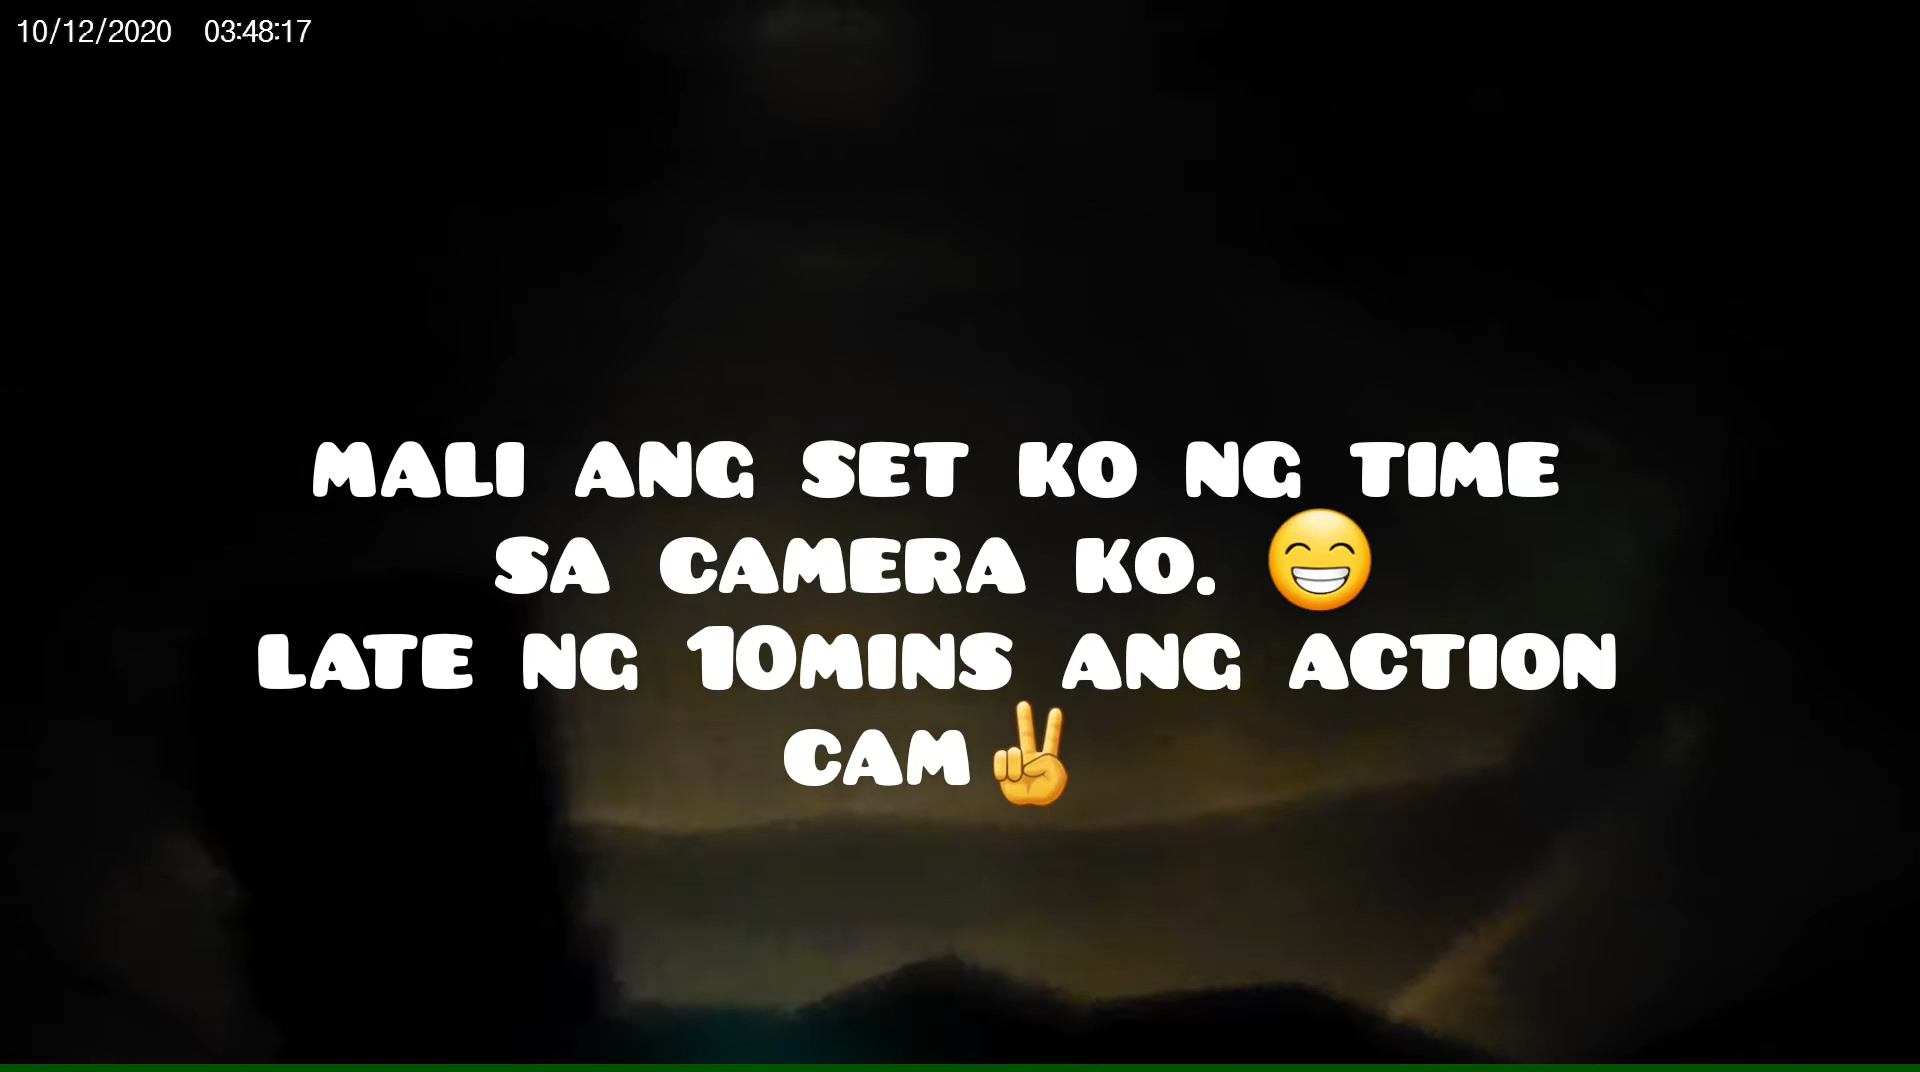 10/12/2020 03:48:17
MALI ANG SET KO NG TIME
SA CAMERA KO. 😁
LATE NG 10MINS ANG ACTION
CAM✌